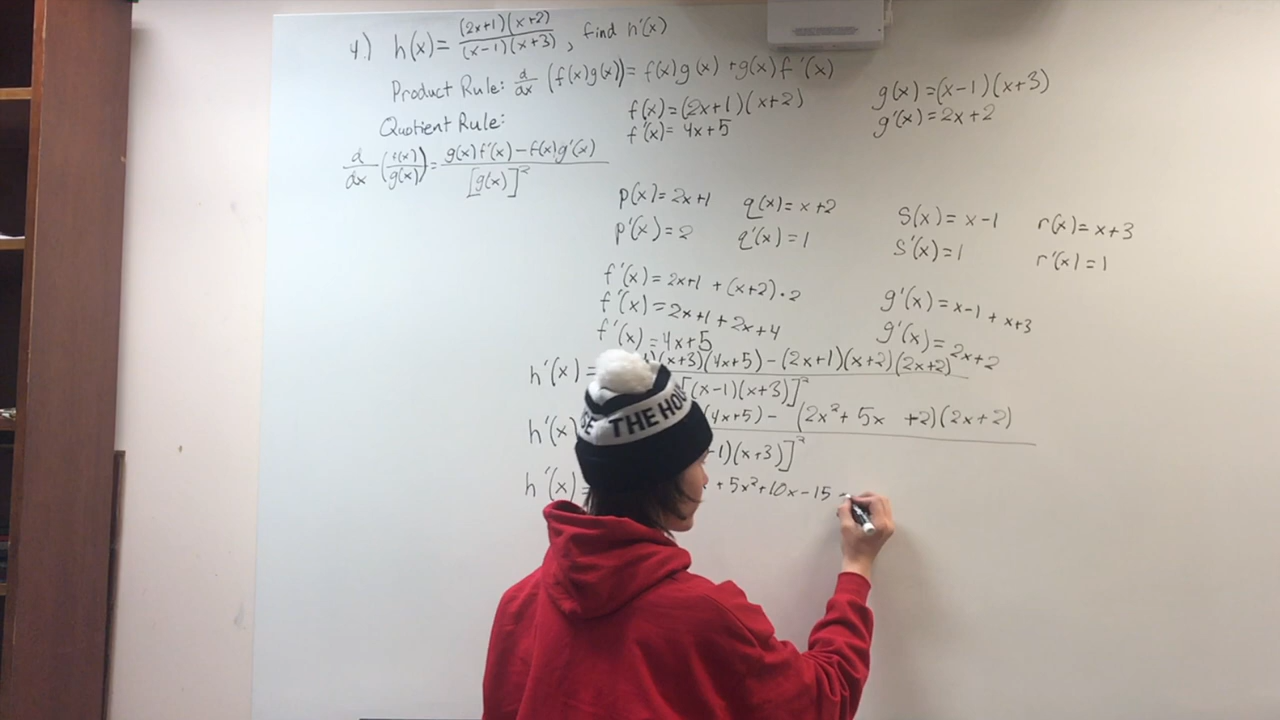 4.) h(x)= (2x+1)(x+2) / (x-1)(x+3) , find h'(x)
Product Rule: d/dx (f(x)g(x))= f(x)g(x) +g(x)f'(x)
f(x)=(2x+1)(x+2)
f'(x)= 4x+5
g(x)=(x-1)(x+3)
g'(x)=2x+2
Quotient Rule:
d/dx (f(x)/g(x))= g(x)f'(x)-f(x)g'(x) / [g(x)]²
p(x)=2x+1 q(x)=x+2
p'(x)=2 q'(x)=1
S(x)= x-1 r(x)=x+3
S'(x)=1 r'(x)=1
f'(x)=2x+1 +(x+2)·2
f'(x)=2x+1+2x+4
f'(x)=4x+5
g'(x)=x-1+x+3
g'(x)=2x+2
h'(x)= )(x+3)(4x+5)-(2x+1)(x+2)(2x+2)
[(x-1)(x+3)]²
h'(x) (4x+5)- (2x²+5x +2)(2x+2)
-1)(x+3)]²
h'(x)= +5x²+10x-15 -
SE THE HOU